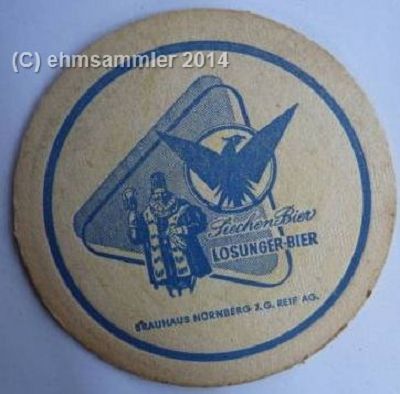 (C) ehmsammler 2014
Siechen Bier
LOSUNGER-BIER
BRAUHAUS NÜRNBERG J.G. REIF AG.